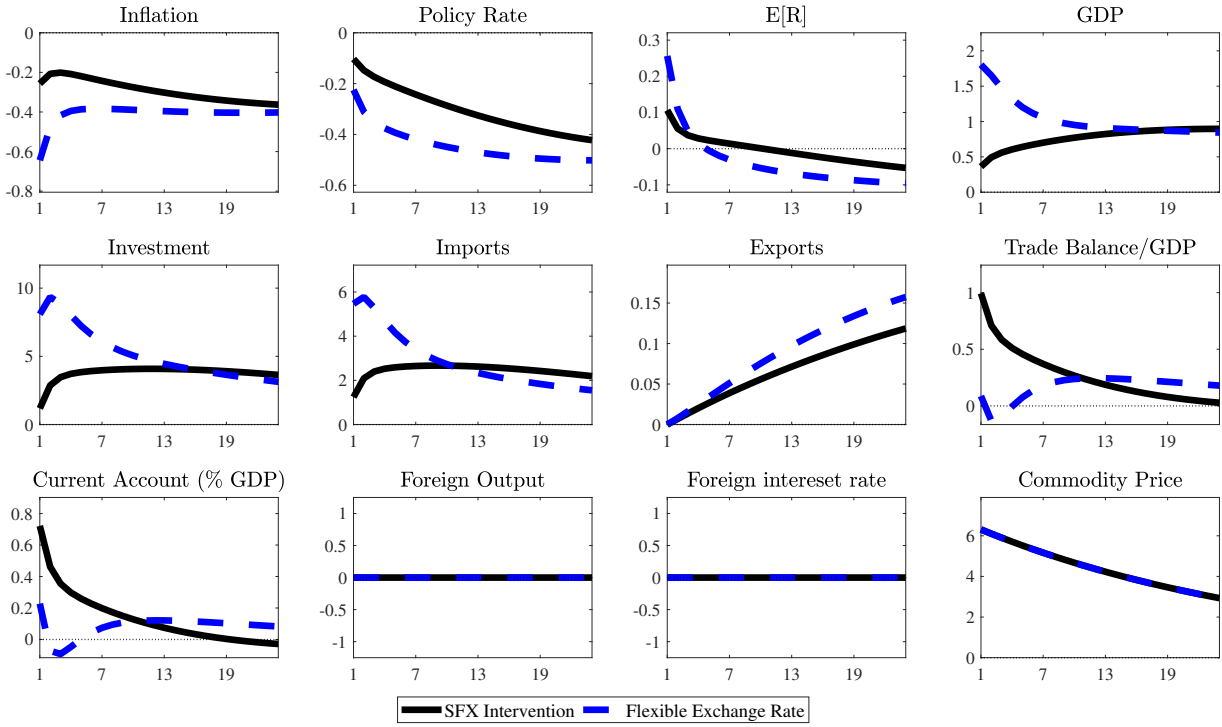 Inflation Policy Rate E[R] GDP
0 0 0.3 2
-0.2 -0.2 0.2 1.5
-0.4 -0.4 0.1 1
-0.6 -0.6 0 0.5
-0.8 -0.1 0
1 7 13 19 1 7 13 19 1 7 13 19 1 7 13 19
Investment Imports Exports Trade Balance/GDP
10 6 0.15 1
5 4 0.1 0.5
0 2 0.05 0
0 0
1 7 13 19 1 7 13 19 1 7 13 19 1 7 13 19
Current Account (% GDP) Foreign Output Foreign intereset rate Commodity Price
0.8 1 1 6
0.6 0.5 0.5 4
0.4 0 0 2
0.2 -0.5 -0.5 0
0 -1 -1
1 7 13 19 1 7 13 19 1 7 13 19 1 7 13 19
SFX Intervention Flexible Exchange Rate